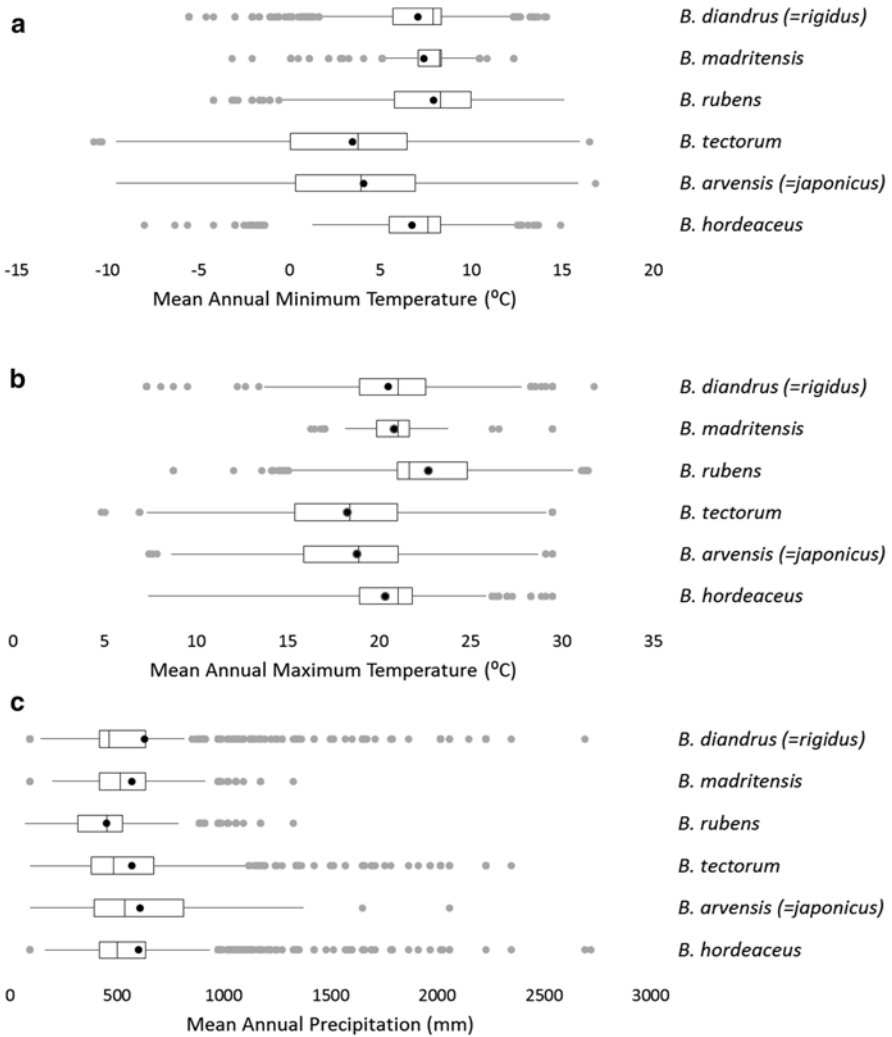 a
B. diandrus (=rigidus)
B. madritensis
B. rubens
B. tectorum
B. arvensis (=japonicus)
B. hordeaceus
-15 -10 -5 0 5 10 15 20
Mean Annual Minimum Temperature (⁰C)
b
B. diandrus (=rigidus)
B. madritensis
B. rubens
B. tectorum
B. arvensis (=japonicus)
B. hordeaceus
0 5 10 15 20 25 30 35
Mean Annual Maximum Temperature (⁰C)
c
B. diandrus (=rigidus)
B. madritensis
B. rubens
B. tectorum
B. arvensis (=japonicus)
B. hordeaceus
0 500 1000 1500 2000 2500 3000
Mean Annual Precipitation (mm)